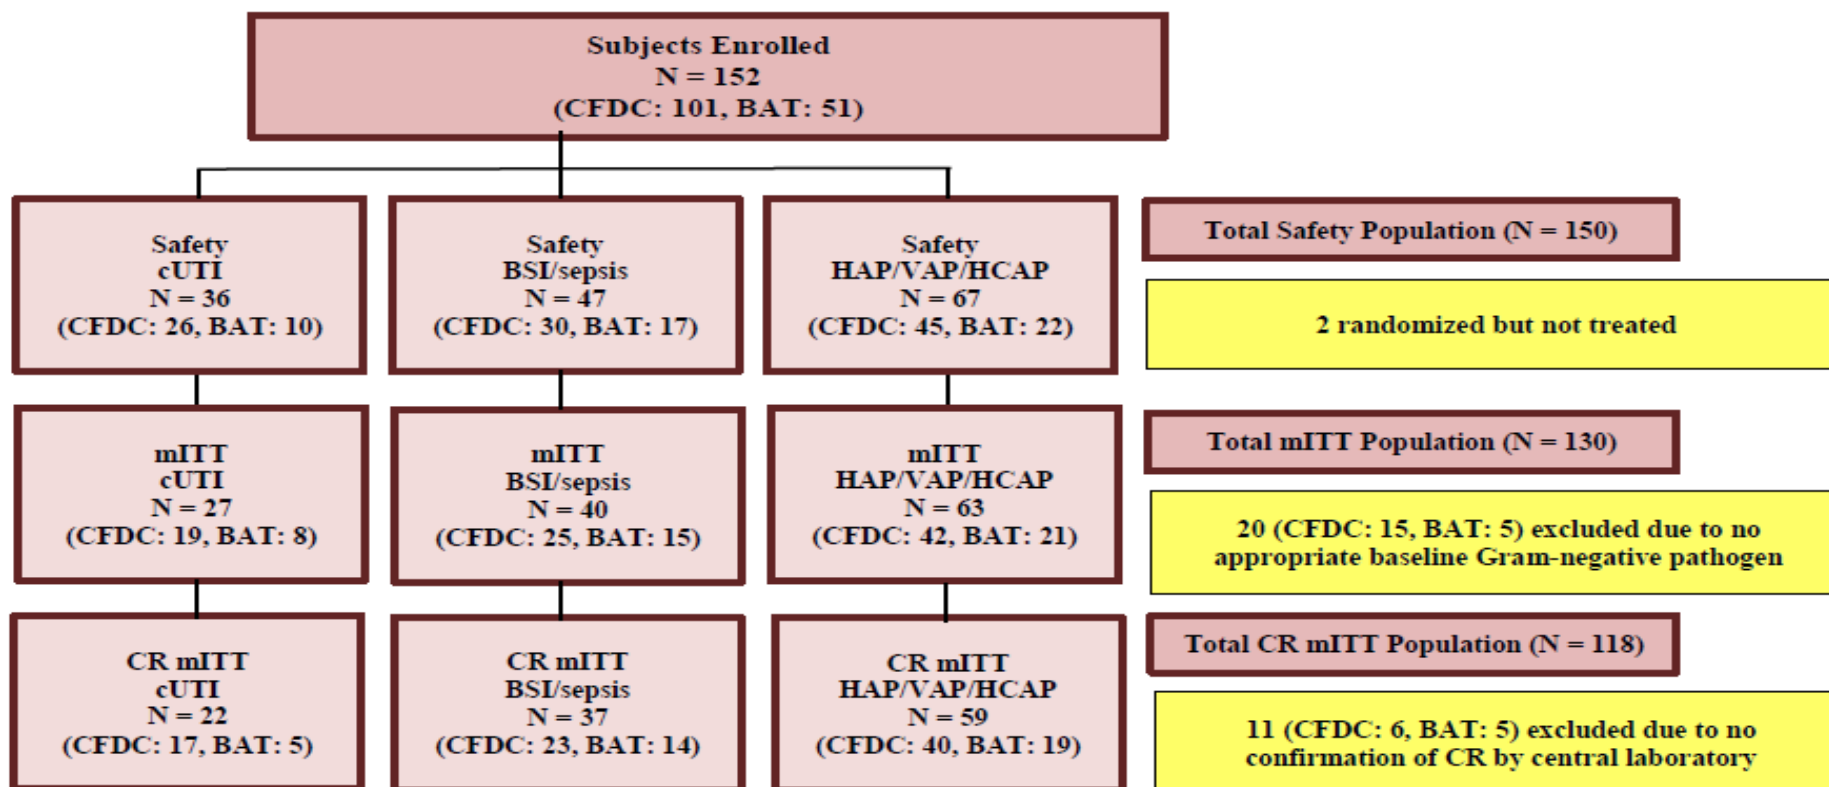 Subjects Enrolled
N = 152
(CFDC: 101, BAT: 51)
Safety
cUTI
N = 36
(CFDC: 26, BAT: 10)
Safety
BSI/sepsis
N = 47
(CFDC: 30, BAT: 17)
Safety
HAP/VAP/HCAP
N = 67
(CFDC: 45, BAT: 22)
Total Safety Population (N = 150)
2 randomized but not treated
mITT
cUTI
N = 27
(CFDC: 19, BAT: 8)
mITT
BSI/sepsis
N = 40
(CFDC: 25, BAT: 15)
mITT
HAP/VAP/HCAP
N = 63
(CFDC: 42, BAT: 21)
Total mITT Population (N = 130)
20 (CFDC: 15, BAT: 5) excluded due to no
appropriate baseline Gram-negative pathogen
CR mITT
cUTI
N = 22
(CFDC: 17, BAT: 5)
CR mITT
BSI/sepsis
N = 37
(CFDC: 23, BAT: 14)
CR mITT
HAP/VAP/HCAP
N = 59
(CFDC: 40, BAT: 19)
Total CR mITT Population (N = 118)
11 (CFDC: 6, BAT: 5) excluded due to no
confirmation of CR by central laboratory